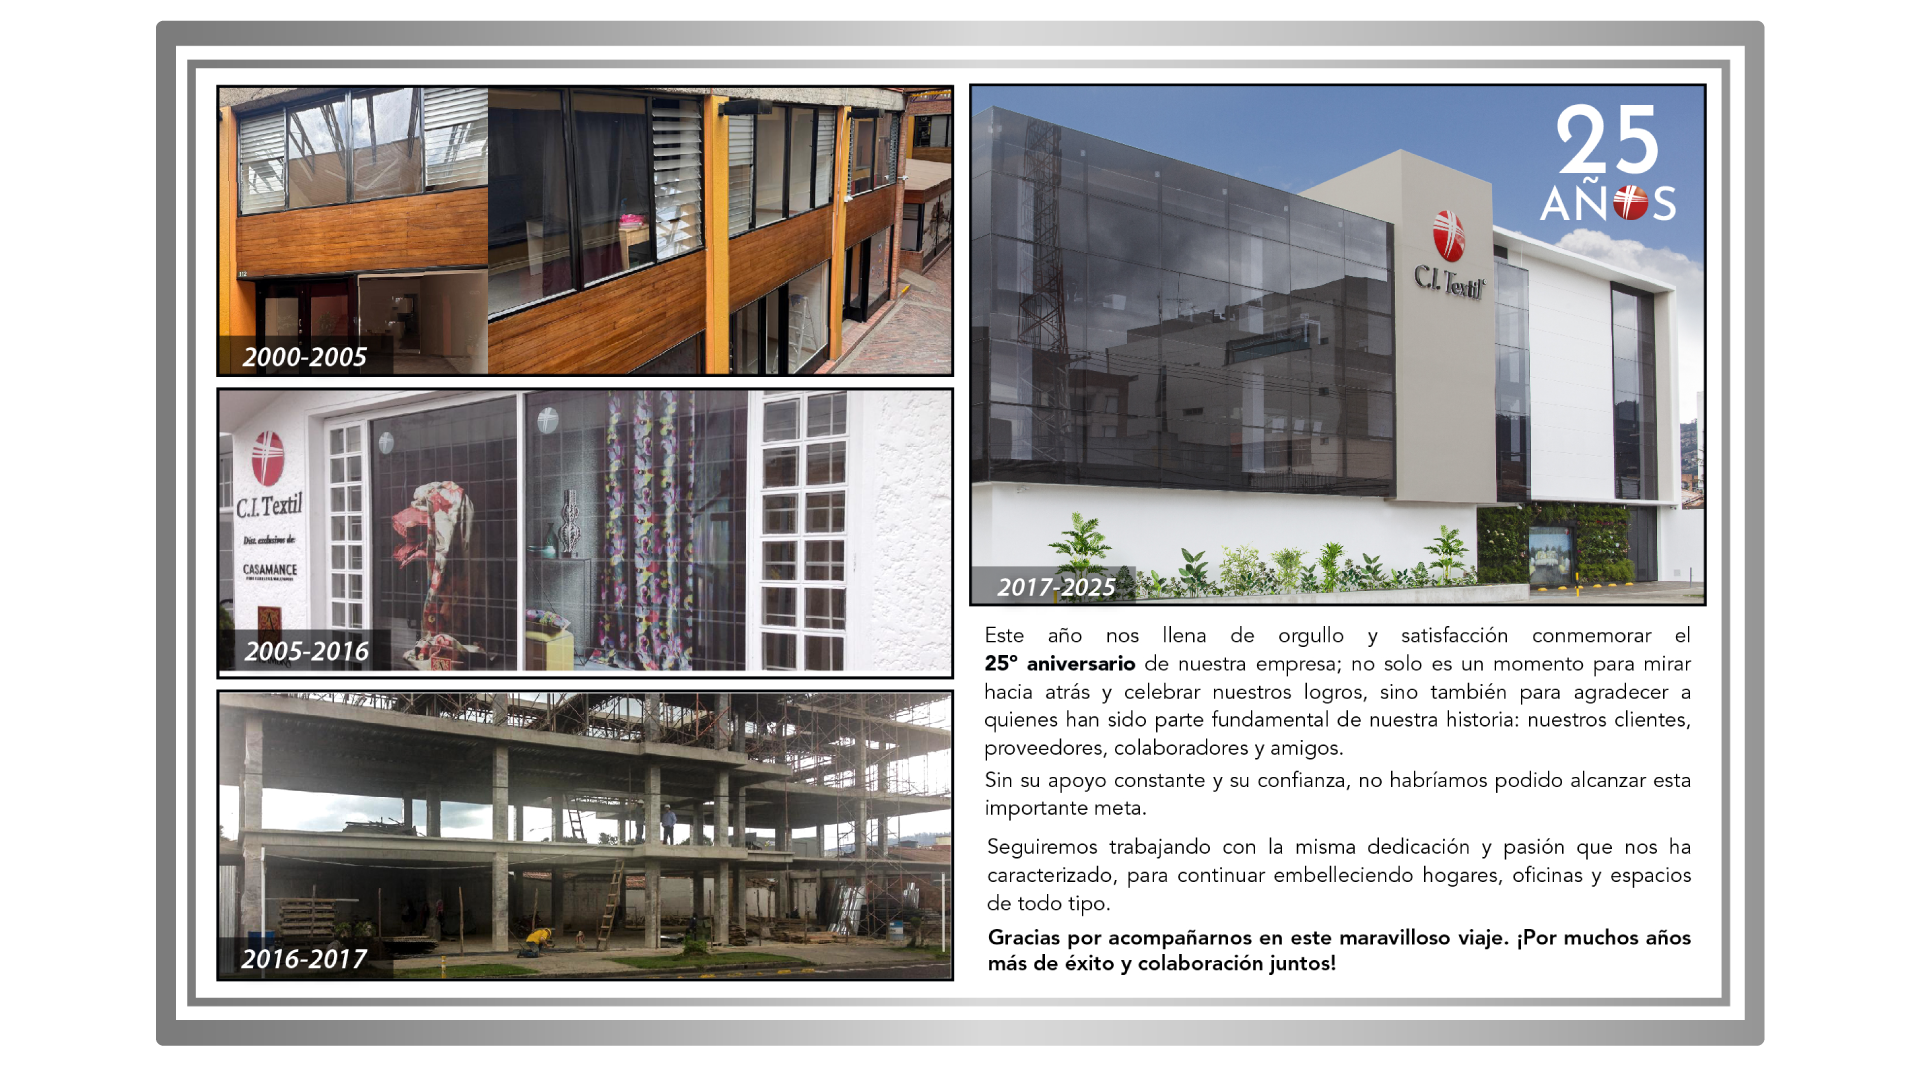 112
2000-2005
C.I. Textil
Dist. exclusivos de:
CASAMANCE
2005-2016
2016-2017
25
AÑOS
C.I. Textil
2017-2025
Este año nos llena de orgullo y satisfacción conmemorar el
25º aniversario de nuestra empresa; no solo es un momento para mirar
hacia atrás y celebrar nuestros logros, sino también para agradecer a
quienes han sido parte fundamental de nuestra historia: nuestros clientes,
proveedores, colaboradores y amigos.
Sin su apoyo constante y su confianza, no habríamos podido alcanzar esta
importante meta.
Seguiremos trabajando con la misma dedicación y pasión que nos ha
caracterizado, para continuar embelleciendo hogares, oficinas y espacios
de todo tipo.
Gracias por acompañarnos en este maravilloso viaje. ¡Por muchos años
más de éxito y colaboración juntos!